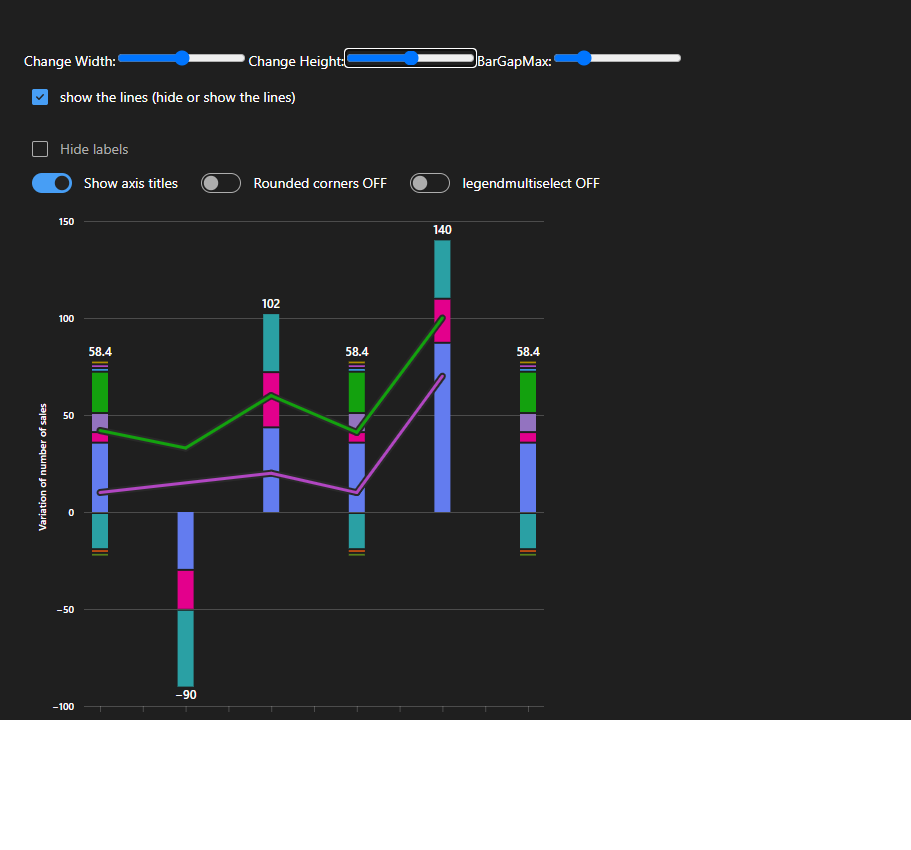 Change Width: Change Height: BarGapMax:
show the lines (hide or show the lines)
Hide labels
Show axis titles Rounded corners OFF legendmultiselect OFF
150
140
102
100
58.4 58.4 58.4
50
Variation of number of sales
0
−50
−90
−100